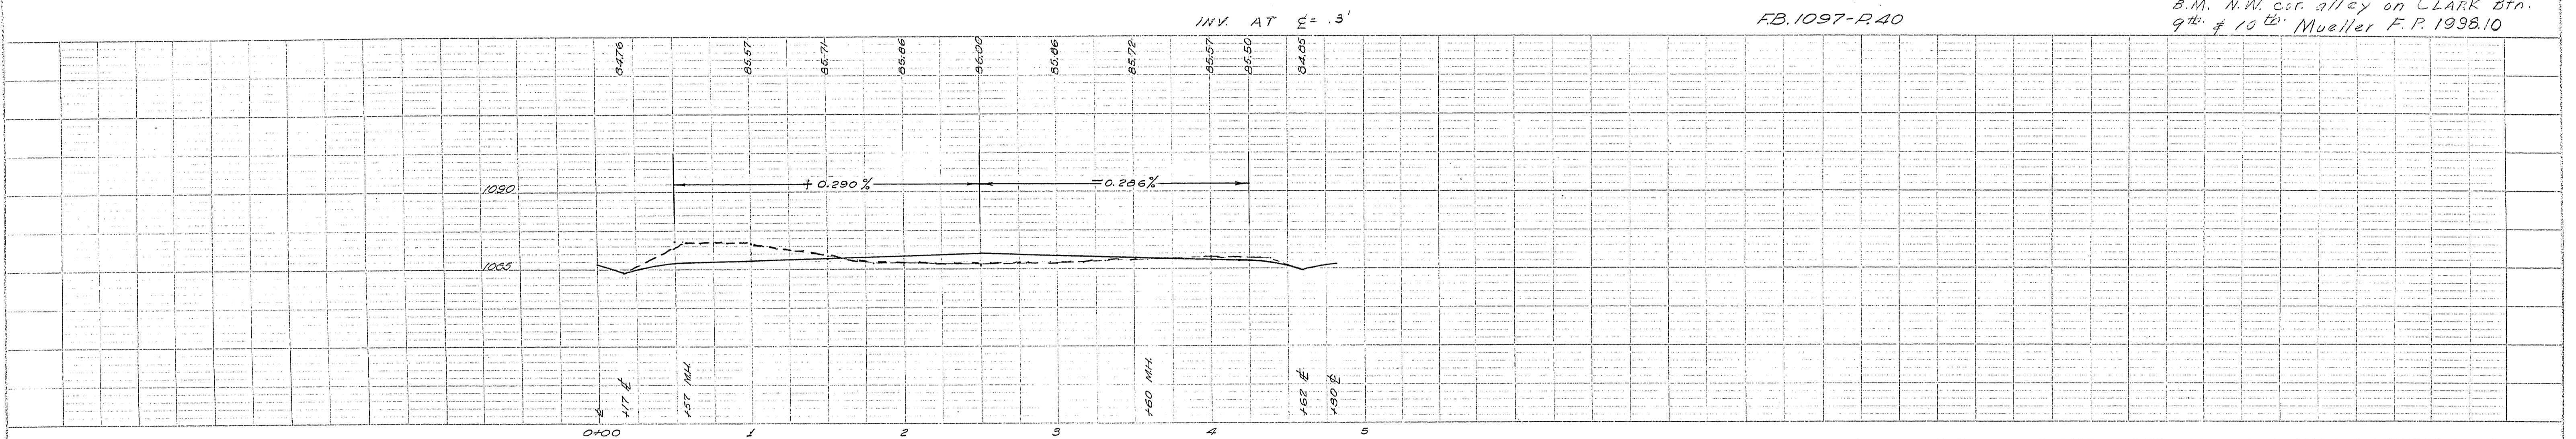 INV. AT ℄ = .3'
F.B. 1097-P.40
B.M. N.W. cor. alley on CLARK Btn.
9th. & 10th. Mueller F.P. 1998.10
84.76 85.57 85.71 85.86 86.00 85.86 85.72 85.57 85.50 84.85
1090
+ 0.290 %
- 0.286%
1085
℄ +17 ℄ +57 M.H. +60 M.H. +62 ℄ +80 ℄
0+00 1 2 3 4 5